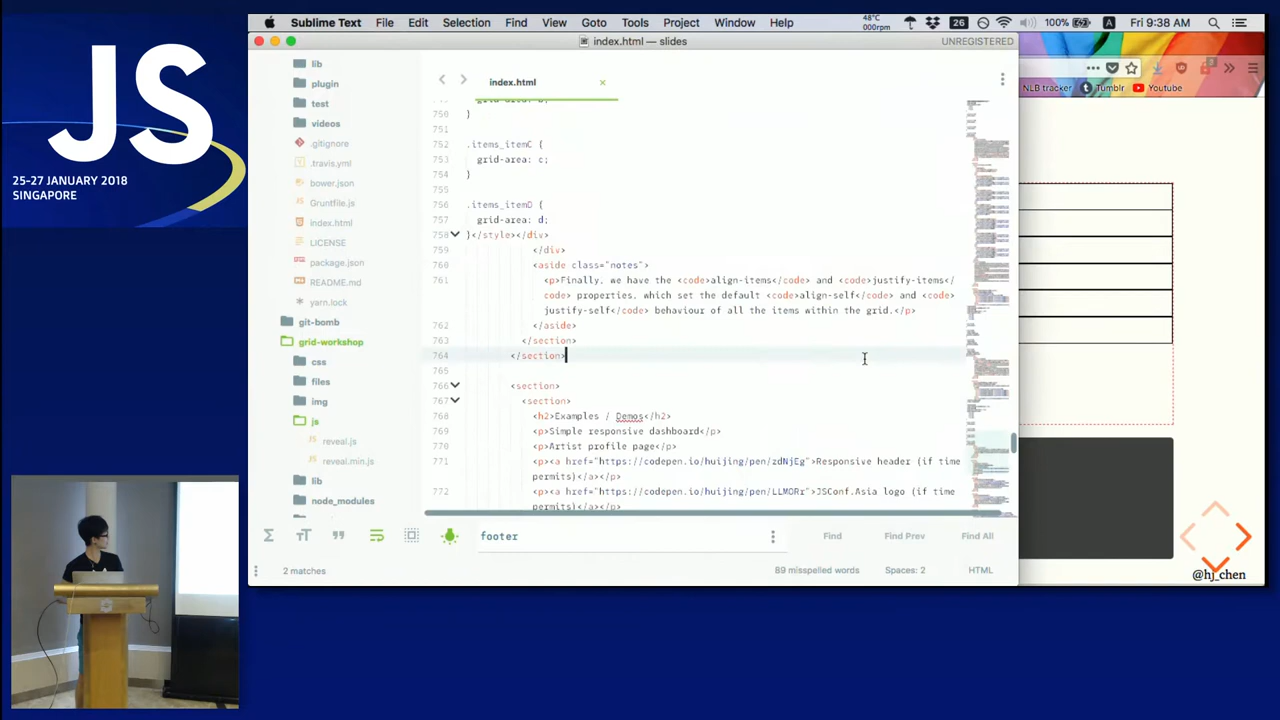 JS
25-27 JANUARY 2018
SINGAPORE
Sublime Text File Edit Selection Find View Goto Tools Project Window Help
48°C
000rpm
26
100%
A
Fri 9:38 AM
index.html — slides
UNREGISTERED
lib
plugin
test
videos
.gitignore
.travis.yml
bower.json
Gruntfile.js
index.html
LICENSE
package.json
README.md
yarn.lock
git-bomb
grid-workshop
css
files
img
js
JS reveal.js
JS reveal.min.js
lib
node_modules
index.html ×
750 }
751
752 .items_itemC {
753 grid-area: c;
754 }
755
756 .items_itemD {
757 grid-area: d;
758 }</style></div>
759 </div>
760 <aside class="notes">
761 <p>Finally, we have the <code>align-items</code> and <code>justify-items</
code> properties, which set the default <code>align-self</code> and <code>
justify-self</code> behaviour of all the items within the grid.</p>
762 </aside>
763 </section>
764 </section>
765
766 <section>
767 <section>
768 <h2>Examples / Demos</h2>
769 <p>Simple responsive dashboard</p>
770 <p>Artist profile page</p>
771 <p><a href="https://codepen.io/huijing/pen/zdNjEg">Responsive header (if time
permits)</a></p>
772 <p><a href="https://codepen.io/huijing/pen/LLMORr">JSConf.Asia logo (if time
permits)</a></p>
footer
Find
Find Prev
Find All
2 matches
89 misspelled words
Spaces: 2
HTML
3
NLB tracker
Tumblr
Youtube
@hj_chen